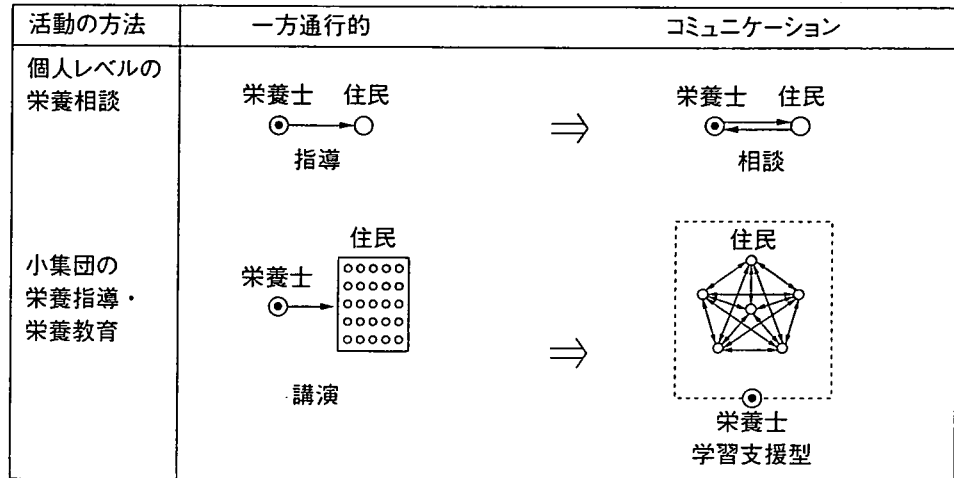 活動の方法 一方通行的 コミュニケーション
個人レベルの
栄養相談
栄養士 住民
指導
栄養士 住民
相談
小集団の
栄養指導・
栄養教育
住民
栄養士
講演
住民
栄養士
学習支援型